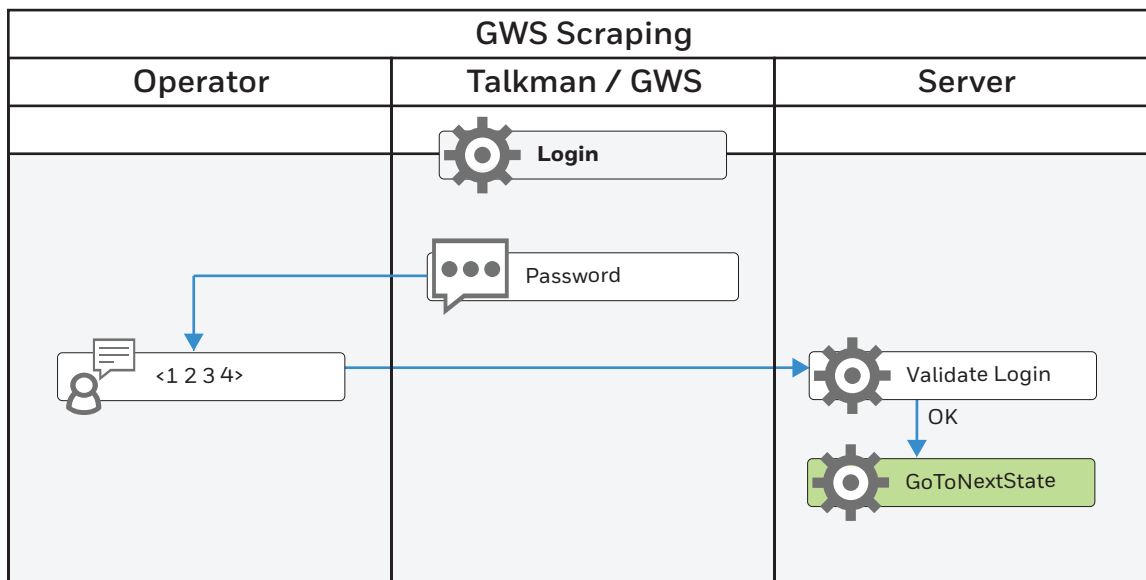 GWS Scraping
Operator
Talkman / GWS
Server
Login
Password
<1 2 3 4>
Validate Login
OK
GoToNextState